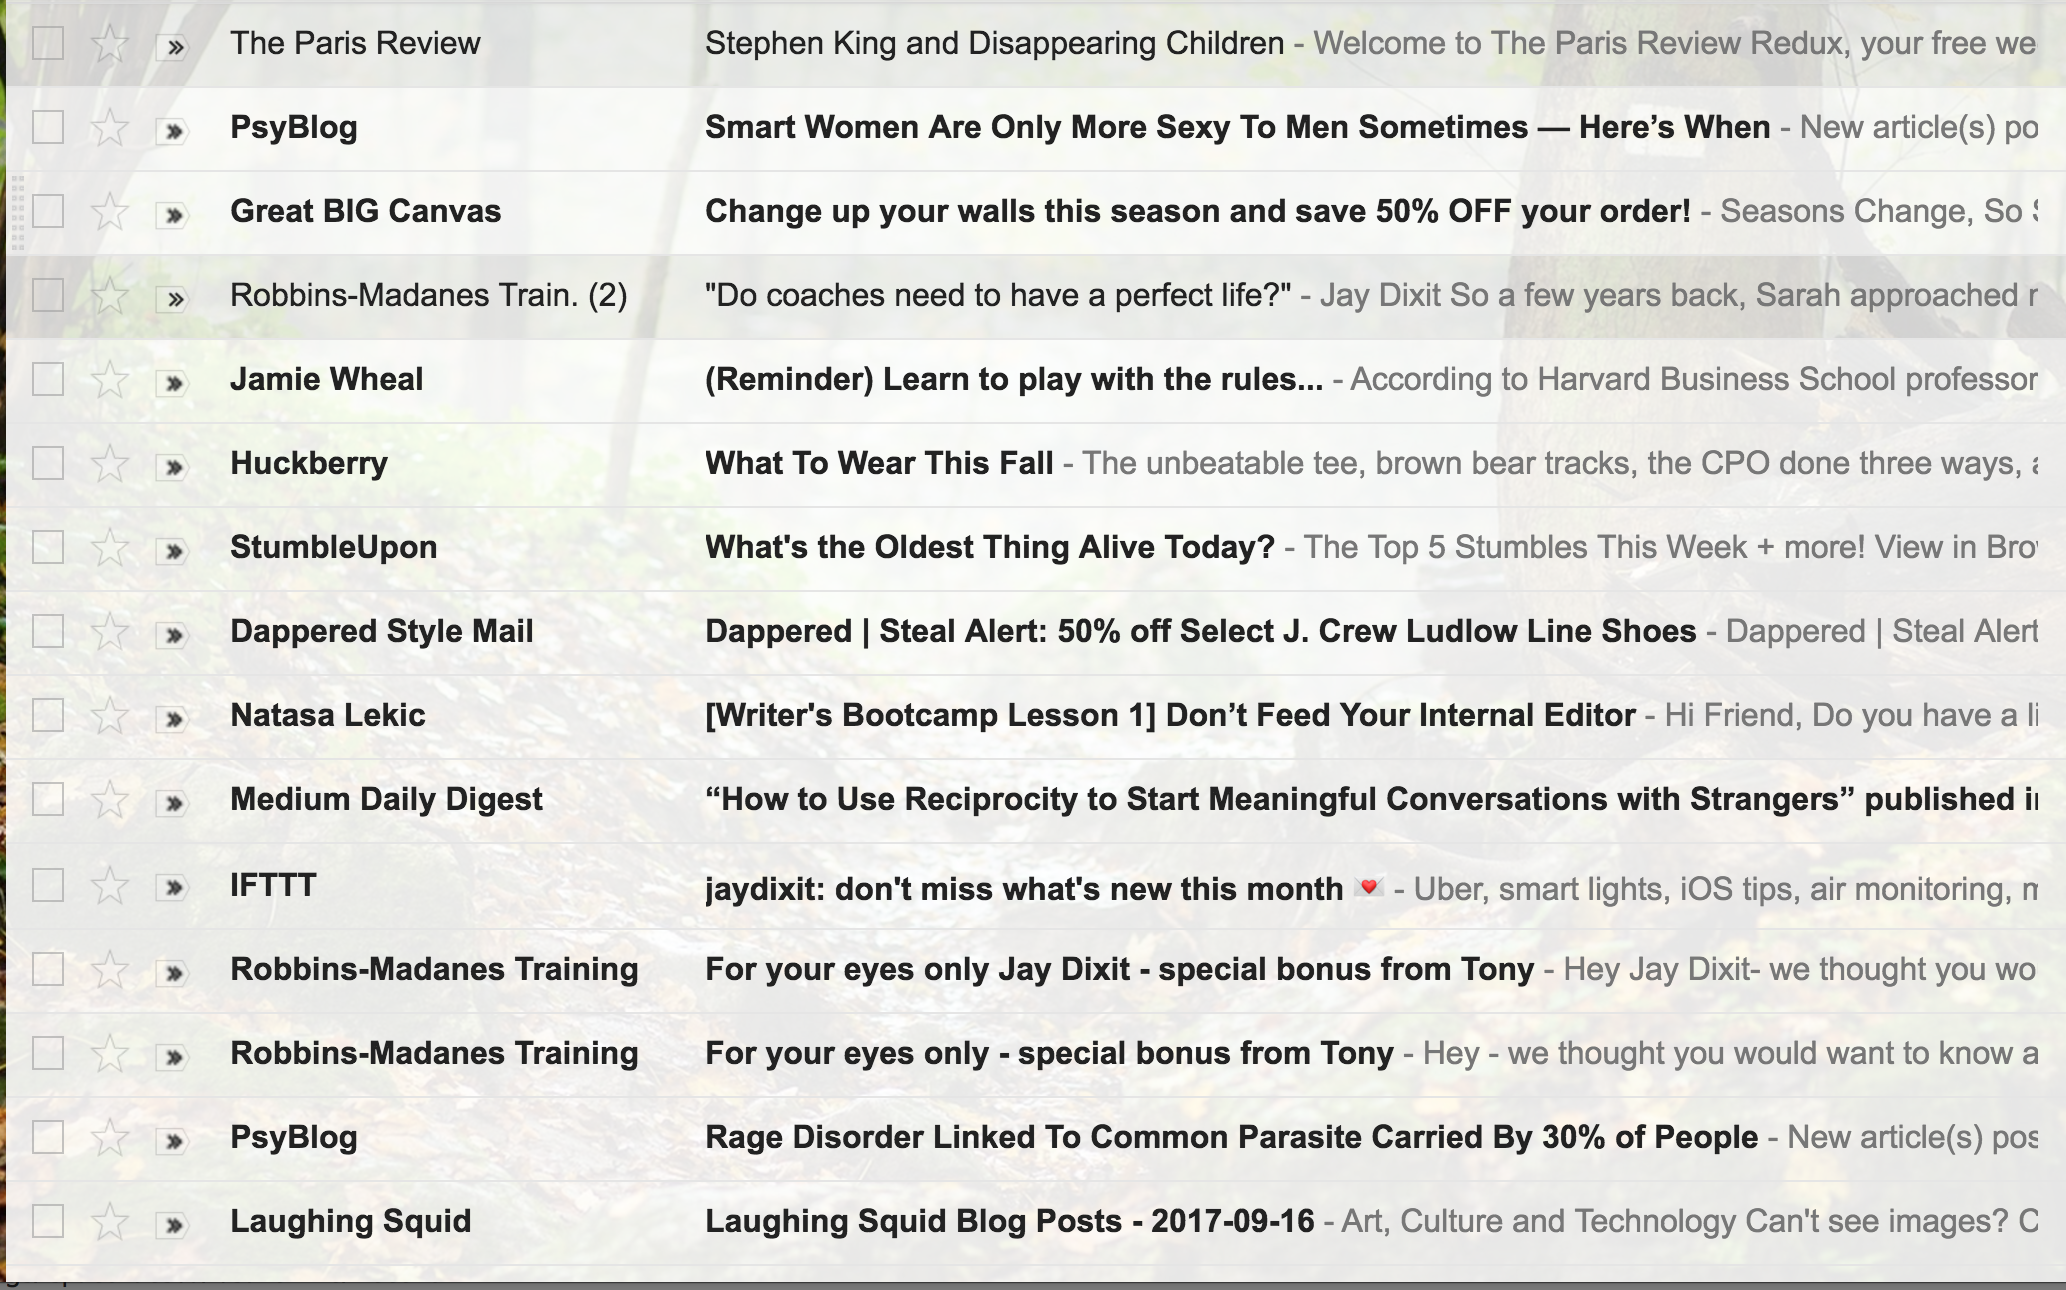 The Paris Review Stephen King and Disappearing Children - Welcome to The Paris Review Redux, your free we
PsyBlog Smart Women Are Only More Sexy To Men Sometimes — Here’s When - New article(s) po
Great BIG Canvas Change up your walls this season and save 50% OFF your order! - Seasons Change, So
Robbins-Madanes Train. (2) "Do coaches need to have a perfect life?" - Jay Dixit So a few years back, Sarah approached
Jamie Wheal (Reminder) Learn to play with the rules... - According to Harvard Business School professor
Huckberry What To Wear This Fall - The unbeatable tee, brown bear tracks, the CPO done three ways,
StumbleUpon What's the Oldest Thing Alive Today? - The Top 5 Stumbles This Week + more! View in Bro
Dappered Style Mail Dappered | Steal Alert: 50% off Select J. Crew Ludlow Line Shoes - Dappered | Steal Alert
Natasa Lekic [Writer's Bootcamp Lesson 1] Don’t Feed Your Internal Editor - Hi Friend, Do you have a li
Medium Daily Digest “How to Use Reciprocity to Start Meaningful Conversations with Strangers” published
IFTTT jaydixit: don't miss what's new this month 💌 - Uber, smart lights, iOS tips, air monitoring,
Robbins-Madanes Training For your eyes only Jay Dixit - special bonus from Tony - Hey Jay Dixit- we thought you wo
Robbins-Madanes Training For your eyes only - special bonus from Tony - Hey - we thought you would want to know a
PsyBlog Rage Disorder Linked To Common Parasite Carried By 30% of People - New article(s) pos
Laughing Squid Laughing Squid Blog Posts - 2017-09-16 - Art, Culture and Technology Can't see images? C